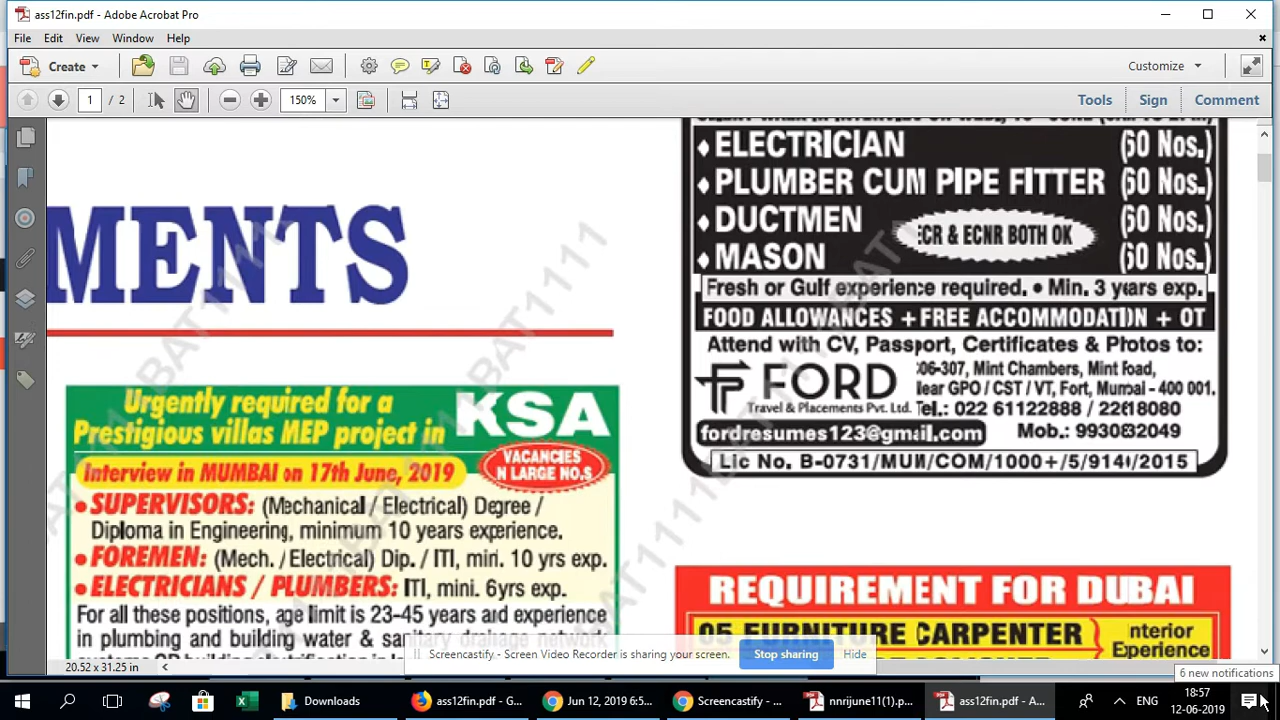 ass12fin.pdf - Adobe Acrobat Pro
File Edit View Window Help
Create
Customize
1 / 2
150%
Tools Sign Comment
MENTS
Urgently required for a
Prestigious villas MEP project in KSA
Interview in MUMBAI on 17th June, 2019
VACANCIES
N LARGE NO.S
• SUPERVISORS: (Mechanical / Electrical) Degree /
Diploma in Engineering, minimum 10 years experience.
• FOREMEN: (Mech. / Electrical) Dip. / ITI, min. 10 yrs exp.
• ELECTRICIANS / PLUMBERS: ITI, mini. 6yrs exp.
For all these positions, age limit is 23-45 years and experience
in plumbing and building water & sanitary drainage network
♦ ELECTRICIAN (60 Nos.)
♦ PLUMBER CUM PIPE FITTER (60 Nos.)
♦ DUCTMEN (60 Nos.)
♦ MASON (60 Nos.)
ECR & ECNR BOTH OK
Fresh or Gulf experience required. • Min. 3 years exp.
FOOD ALLOWANCES + FREE ACCOMMODATION + OT
Attend with CV, Passport, Certificates & Photos to:
FORD
Travel & Placements Pvt. Ltd.
306-307, Mint Chambers, Mint Road,
Near GPO / CST / VT, Fort, Mumbai - 400 001.
Tel.: 022 61122888 / 22618080
fordresumes123@gmail.com Mob.: 9930832049
Lic No. B-0731/MUM/COM/1000+/5/9140/2015
REQUIREMENT FOR DUBAI
05 FURNITURE CARPENTER
Interior
Experience
MBAT1111
20.52 x 31.25 in
Screencastify - Screen Video Recorder is sharing your screen. Stop sharing Hide
6 new notifications
Downloads
ass12fin.pdf - G...
Jun 12, 2019 6:5...
Screencastify - ...
nnrijune11(1).p...
ass12fin.pdf - A...
ENG
18:57
12-06-2019